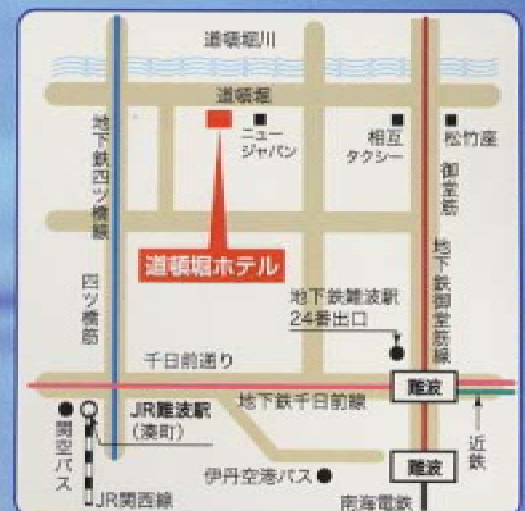 道頓堀川
道頓堀
ニュー
ジャパン
相互
タクシー
松竹座
地下鉄四ツ橋線
御堂筋
道頓堀ホテル
四ツ橋筋
地下鉄難波駅
24番出口
地下鉄御堂筋線
千日前通り
難波
地下鉄千日前線
JR難波駅
(湊町)
関空バス
近鉄
伊丹空港バス
難波
JR関西線
南海電鉄